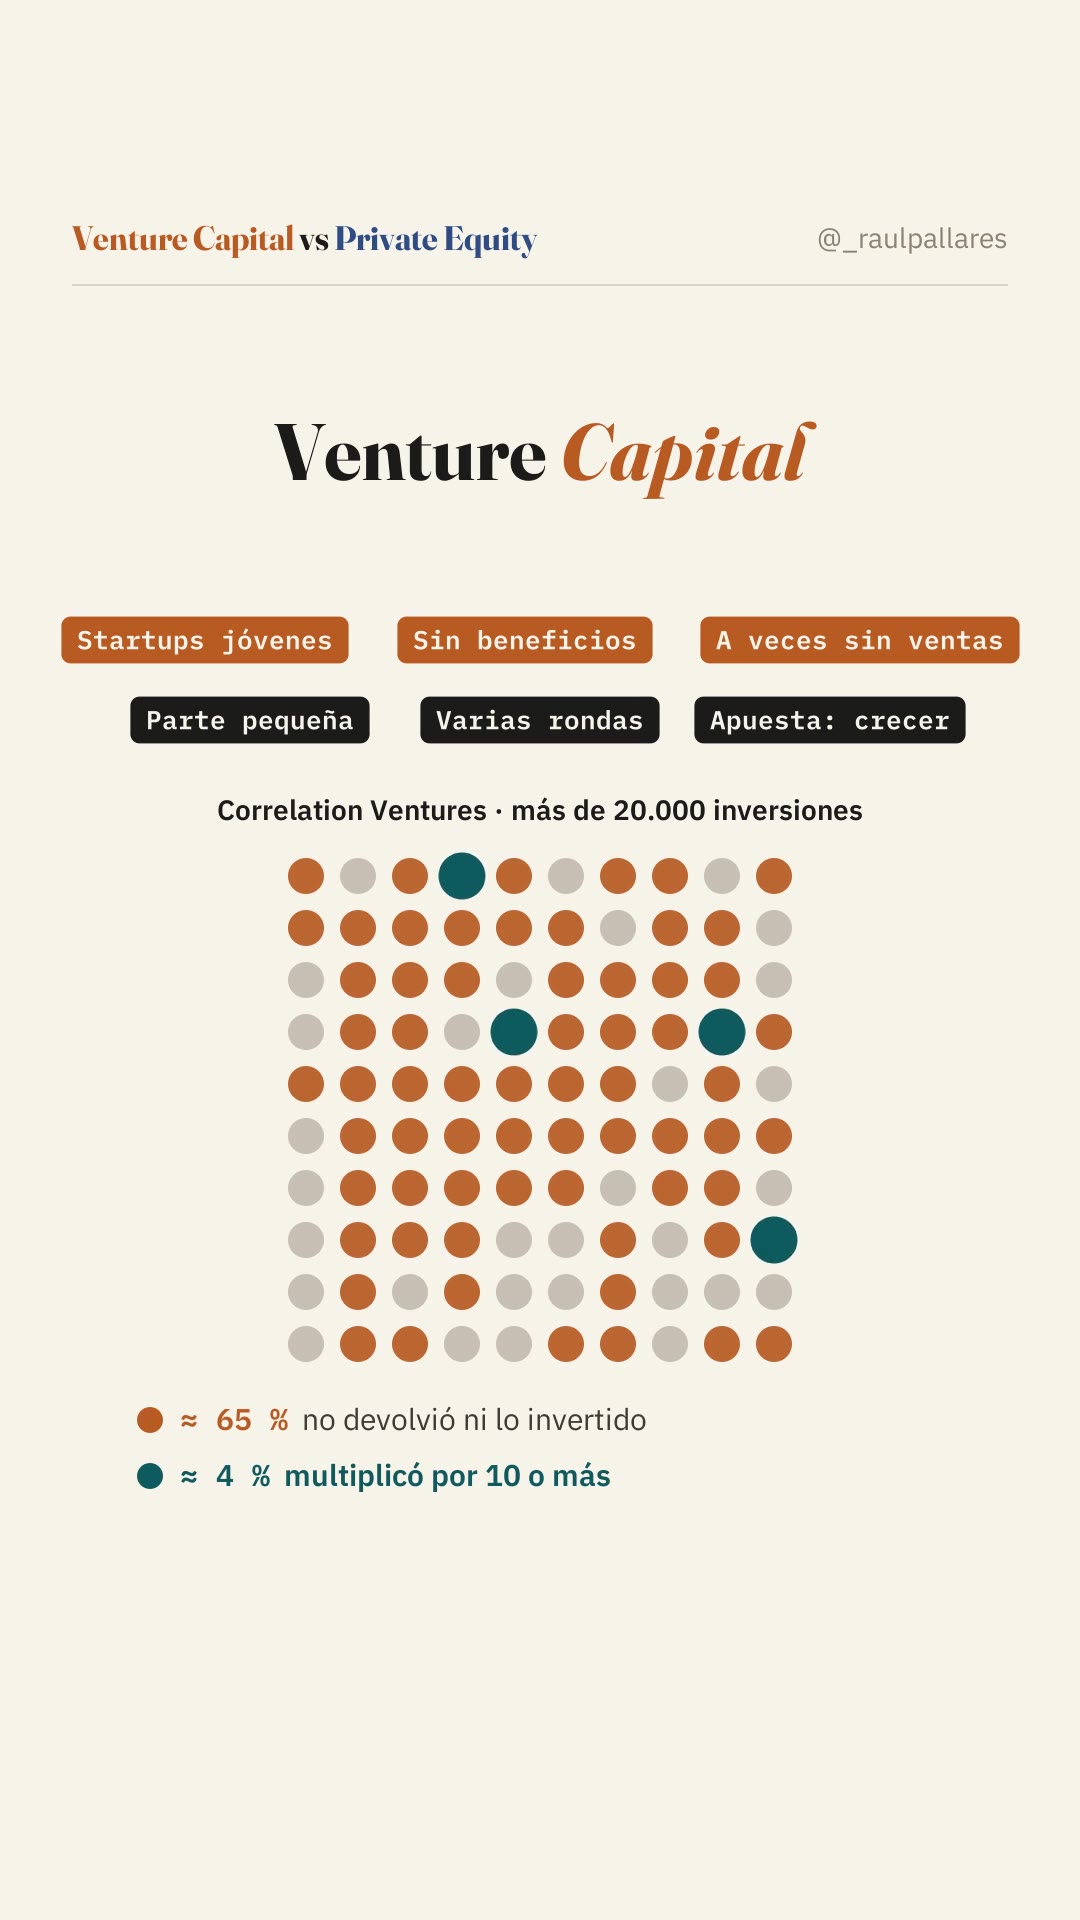 Venture Capital vs Private Equity @_raulpallares
Venture Capital
Startups jóvenes Sin beneficios A veces sin ventas
Parte pequeña Varias rondas Apuesta: crecer
Correlation Ventures · más de 20.000 inversiones
≈ 65 % no devolvió ni lo invertido
≈ 4 % multiplicó por 10 o más